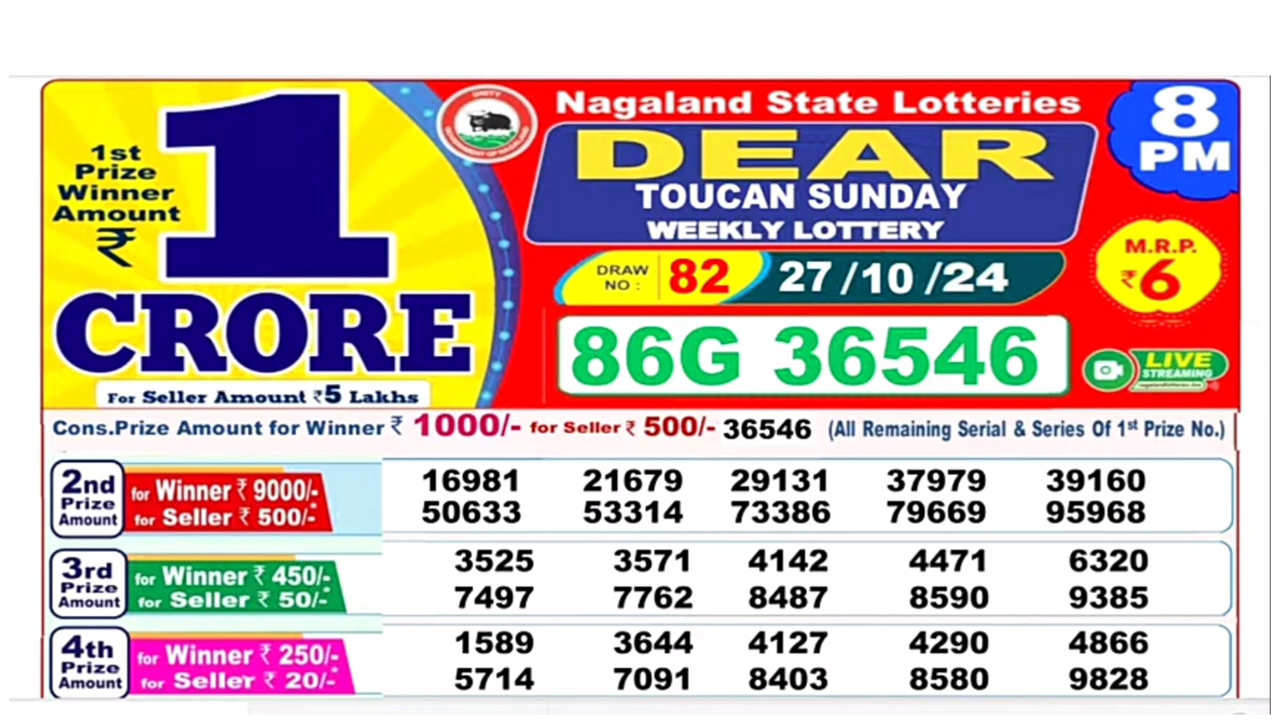 1st
Prize
Winner
Amount
₹
1
CRORE
For Seller Amount ₹5 Lakhs
Nagaland State Lotteries
DEAR
TOUCAN SUNDAY
WEEKLY LOTTERY
8
PM
DRAW
NO :
82
27/10/24
M.R.P.
₹6
86G 36546
LIVE
STREAMING
Cons.Prize Amount for Winner ₹ 1000/- for Seller ₹ 500/- 36546 (All Remaining Serial & Series Of 1st Prize No.)
2nd
Prize
Amount
for Winner ₹ 9000/-
for Seller ₹ 500/-*
16981 21679 29131 37979 39160
50633 53314 73386 79669 95968
3rd
Prize
Amount
for Winner ₹ 450/-
for Seller ₹ 50/-*
3525 3571 4142 4471 6320
7497 7762 8487 8590 9385
4th
Prize
Amount
for Winner ₹ 250/-
for Seller ₹ 20/-*
1589 3644 4127 4290 4866
5714 7091 8403 8580 9828